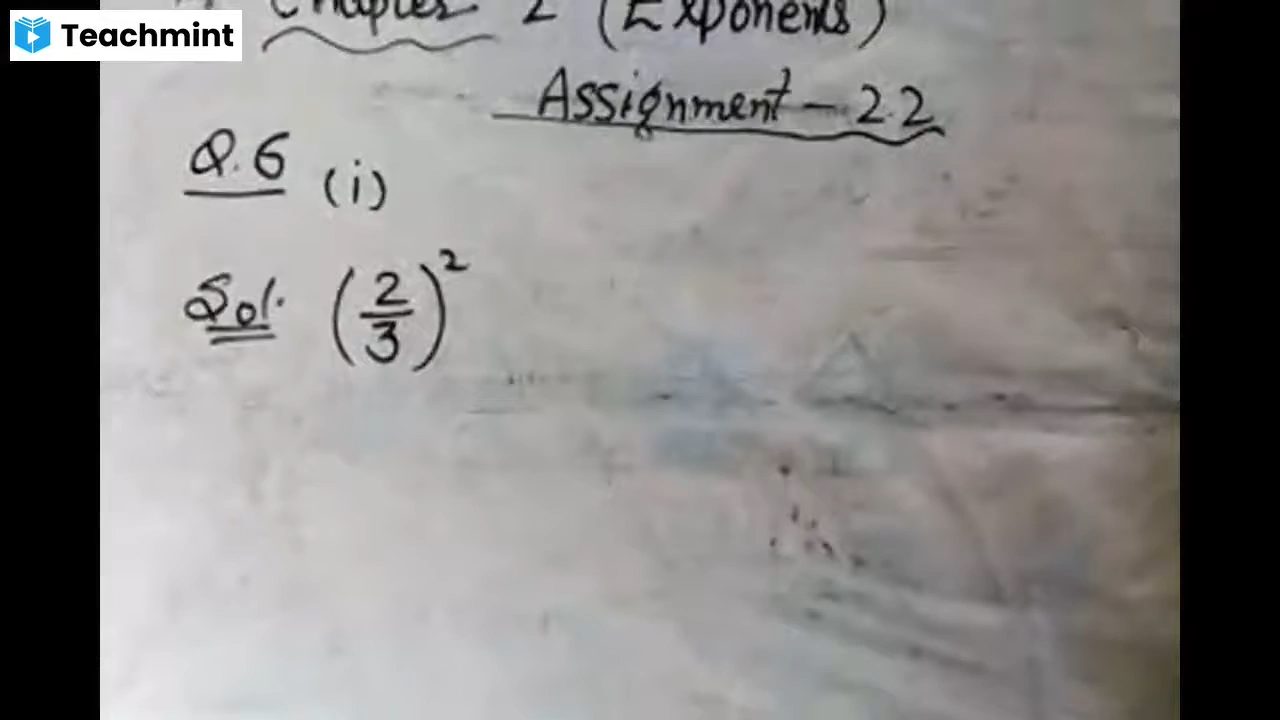 Teachmint
Chapter 2 (Exponents)
Assignment - 2.2
Q.6 (i)
Sol. (2/3)²